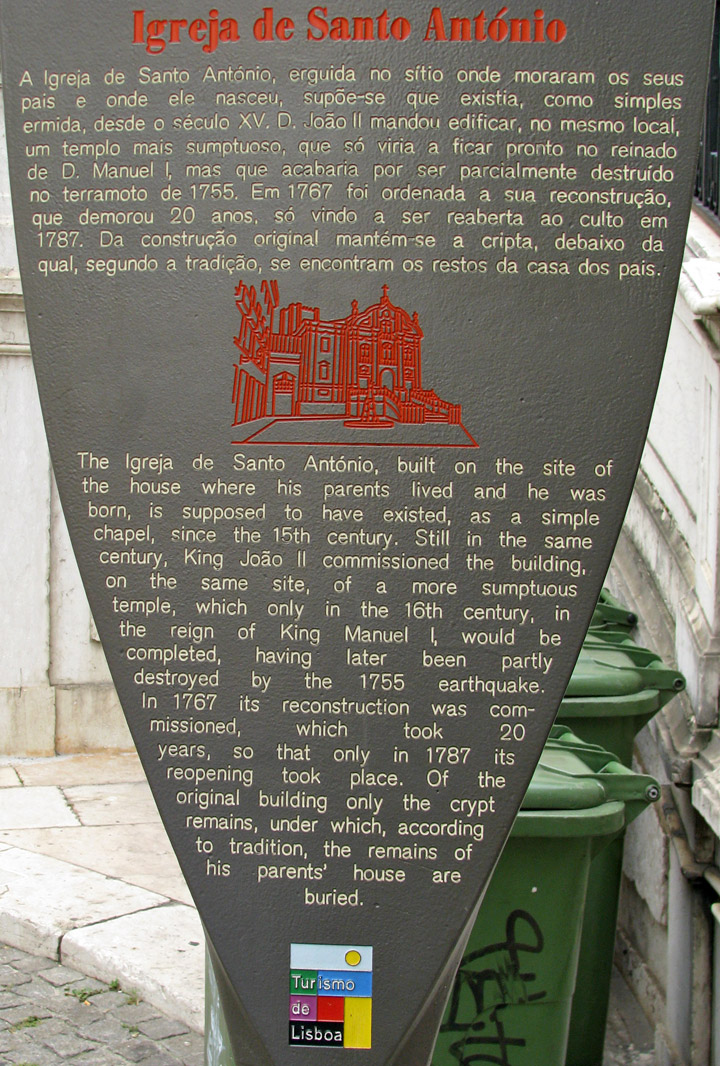 Igreja de Santo António
A Igreja de Santo António, erguida no sítio onde moraram os seus
pais e onde ele nasceu, supõe-se que existia, como simples
ermida, desde o século XV. D. João II mandou edificar, no mesmo local,
um templo mais sumptuoso, que só viria a ficar pronto no reinado
de D. Manuel I, mas que acabaria por ser parcialmente destruído
no terramoto de 1755. Em 1767 foi ordenada a sua reconstrução,
que demorou 20 anos, só vindo a ser reaberta ao culto em
1787. Da construção original mantém-se a cripta, debaixo da
qual, segundo a tradição, se encontram os restos da casa dos pais.
The Igreja de Santo António, built on the site of
the house where his parents lived and he was
born, is supposed to have existed, as a simple
chapel, since the 15th century. Still in the same
century, King João II commissioned the building,
on the same site, of a more sumptuous
temple, which only in the 16th century, in
the reign of King Manuel I, would be
completed, having later been partly
destroyed by the 1755 earthquake.
In 1767 its reconstruction was com-
missioned, which took 20
years, so that only in 1787 its
reopening took place. Of the
original building only the crypt
remains, under which, according
to tradition, the remains of
his parents' house are
buried.
Turismo
de
Lisboa